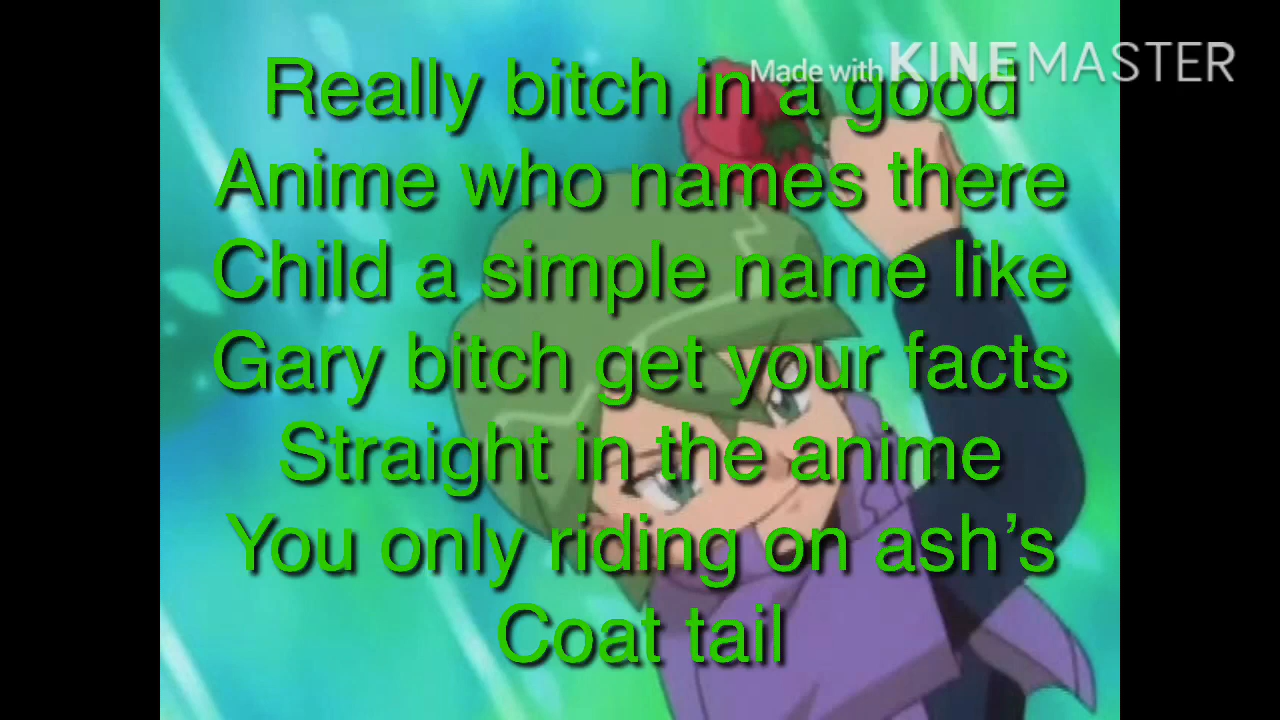 Made with KINEMASTER
Really bitch in a good
Anime who names there
Child a simple name like
Gary bitch get your facts
Straight in the anime
You only riding on ash’s
Coat tail